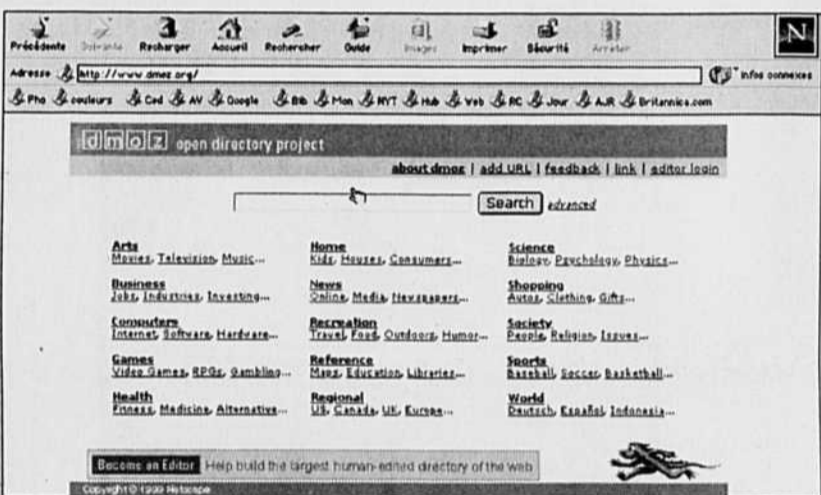 Précédente Suivante Recharger Accueil Rechercher Guide Images Imprimer Sécurité Arrêter
N
Adresse http://www.dmoz.org/ Infos connexes
Pho couleurs Ced AV Google Bib Mon NYT Hub Veb RC Jour AJR Britannica.com
dmoz open directory project
about dmoz | add URL | feedback | link | editor login
Search advanced
Arts Home Science
Movies, Television, Music... Kids, Houses, Consumers... Biology, Psychology, Physics...
Business News Shopping
Jobs, Industries, Investing... Online, Media, Newspapers... Autos, Clothing, Gifts...
Computers Recreation Society
Internet, Software, Hardware... Travel, Food, Outdoors, Humor... People, Religion, Issues...
Games Reference Sports
Video Games, RPGs, Gambling... Maps, Education, Libraries... Baseball, Soccer, Basketball...
Health Regional World
Fitness, Medicine, Alternative... US, Canada, UK, Europe... Deutsch, Español, Indonesia...
Become an Editor Help build the largest human-edited directory of the web
Copyright © 1999 Netscape